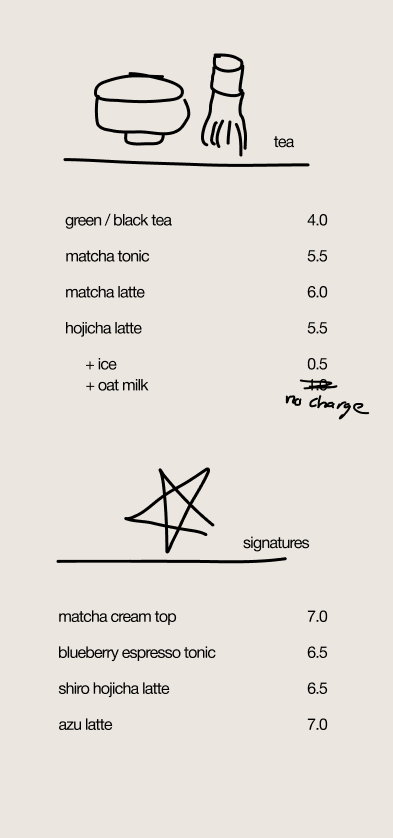 tea
green / black tea 4.0
matcha tonic 5.5
matcha latte 6.0
hojicha latte 5.5
+ ice 0.5
+ oat milk 1.0
no charge
signatures
matcha cream top 7.0
blueberry espresso tonic 6.5
shiro hojicha latte 6.5
azu latte 7.0